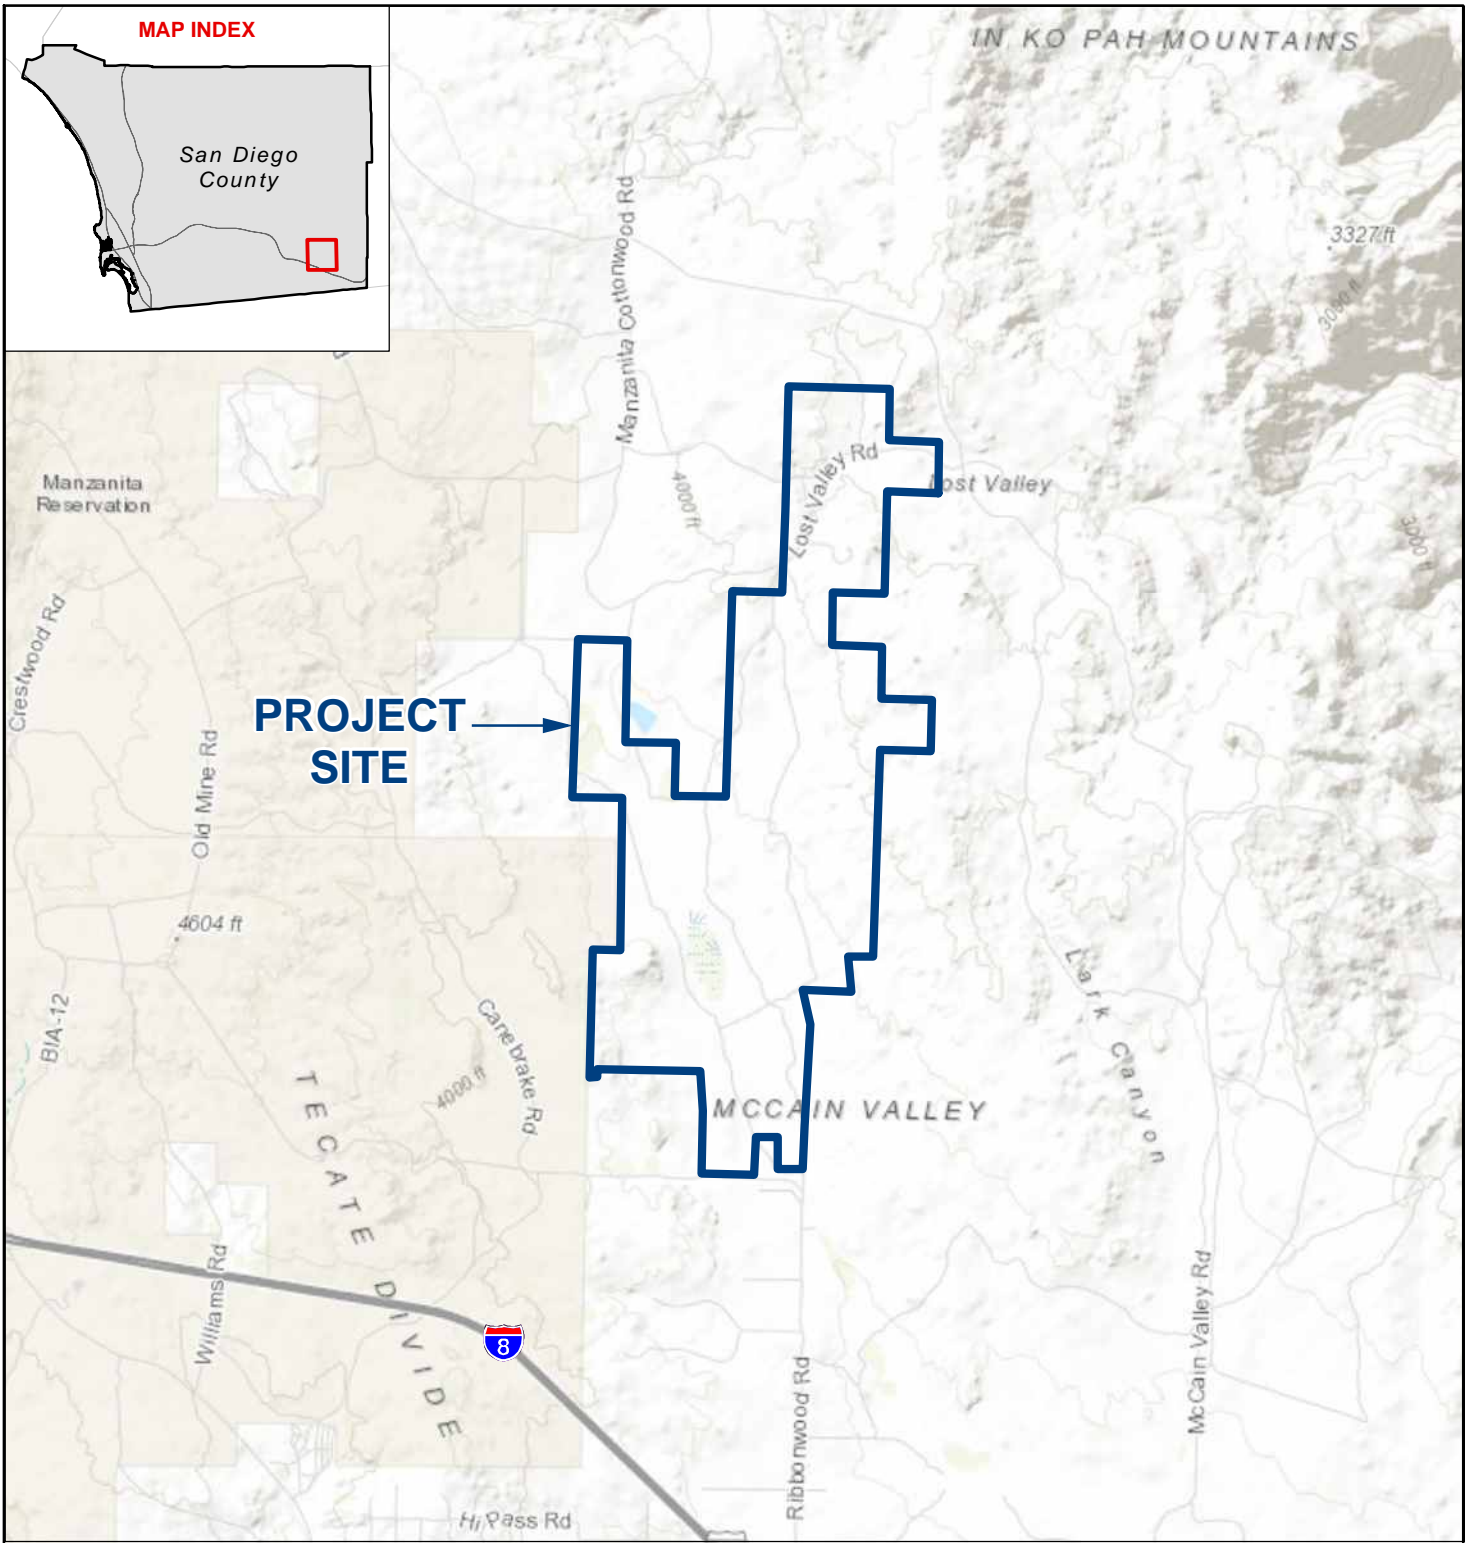 MAP INDEX
San Diego
County
IN KO PAH MOUNTAINS
3327 ft
3000 ft
Manzanita Cottonwood Rd
Manzanita
Reservation
4000 ft
Lost Valley Rd
Lost Valley
3000 ft
Crestwood Rd
PROJECT
SITE
Old Mine Rd
4604 ft
BIA-12
Canebrake Rd
4000 ft
Lark Canyon
TECATE DIVIDE
MCCAIN VALLEY
Williams Rd
8
McCain Valley Rd
Ribbonwood Rd
Hi Pass Rd